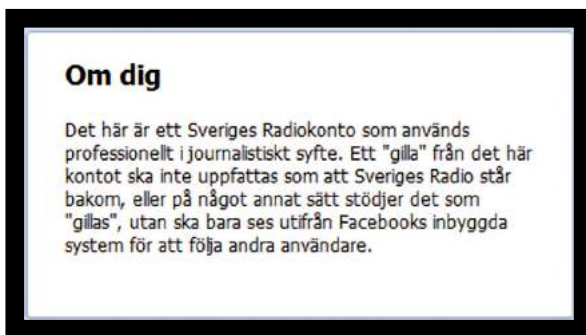 Om dig
Det här är ett Sveriges Radiokonto som används
professionellt i journalistiskt syfte. Ett "gilla" från det här
kontot ska inte uppfattas som att Sveriges Radio står
bakom, eller på något annat sätt stödjer det som
"gillas", utan ska bara ses utifrån Facebooks inbyggda
system för att följa andra användare.